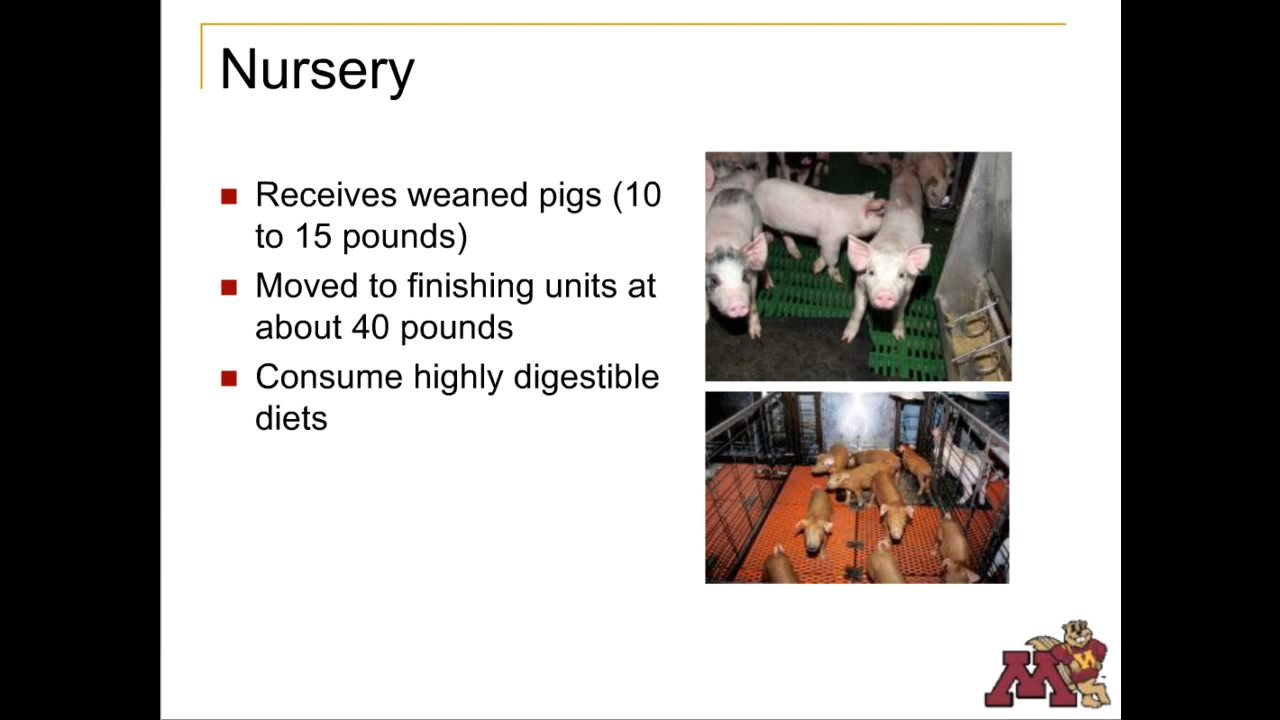 Nursery
Receives weaned pigs (10
to 15 pounds)
Moved to finishing units at
about 40 pounds
Consume highly digestible
diets
M